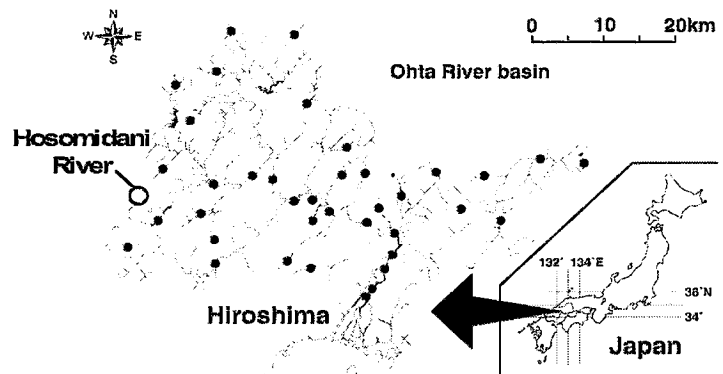 N
W E
S
0 10 20km
Ohta River basin
Hosomidani
River
132° 134°E
36°N
34°
Hiroshima
Japan